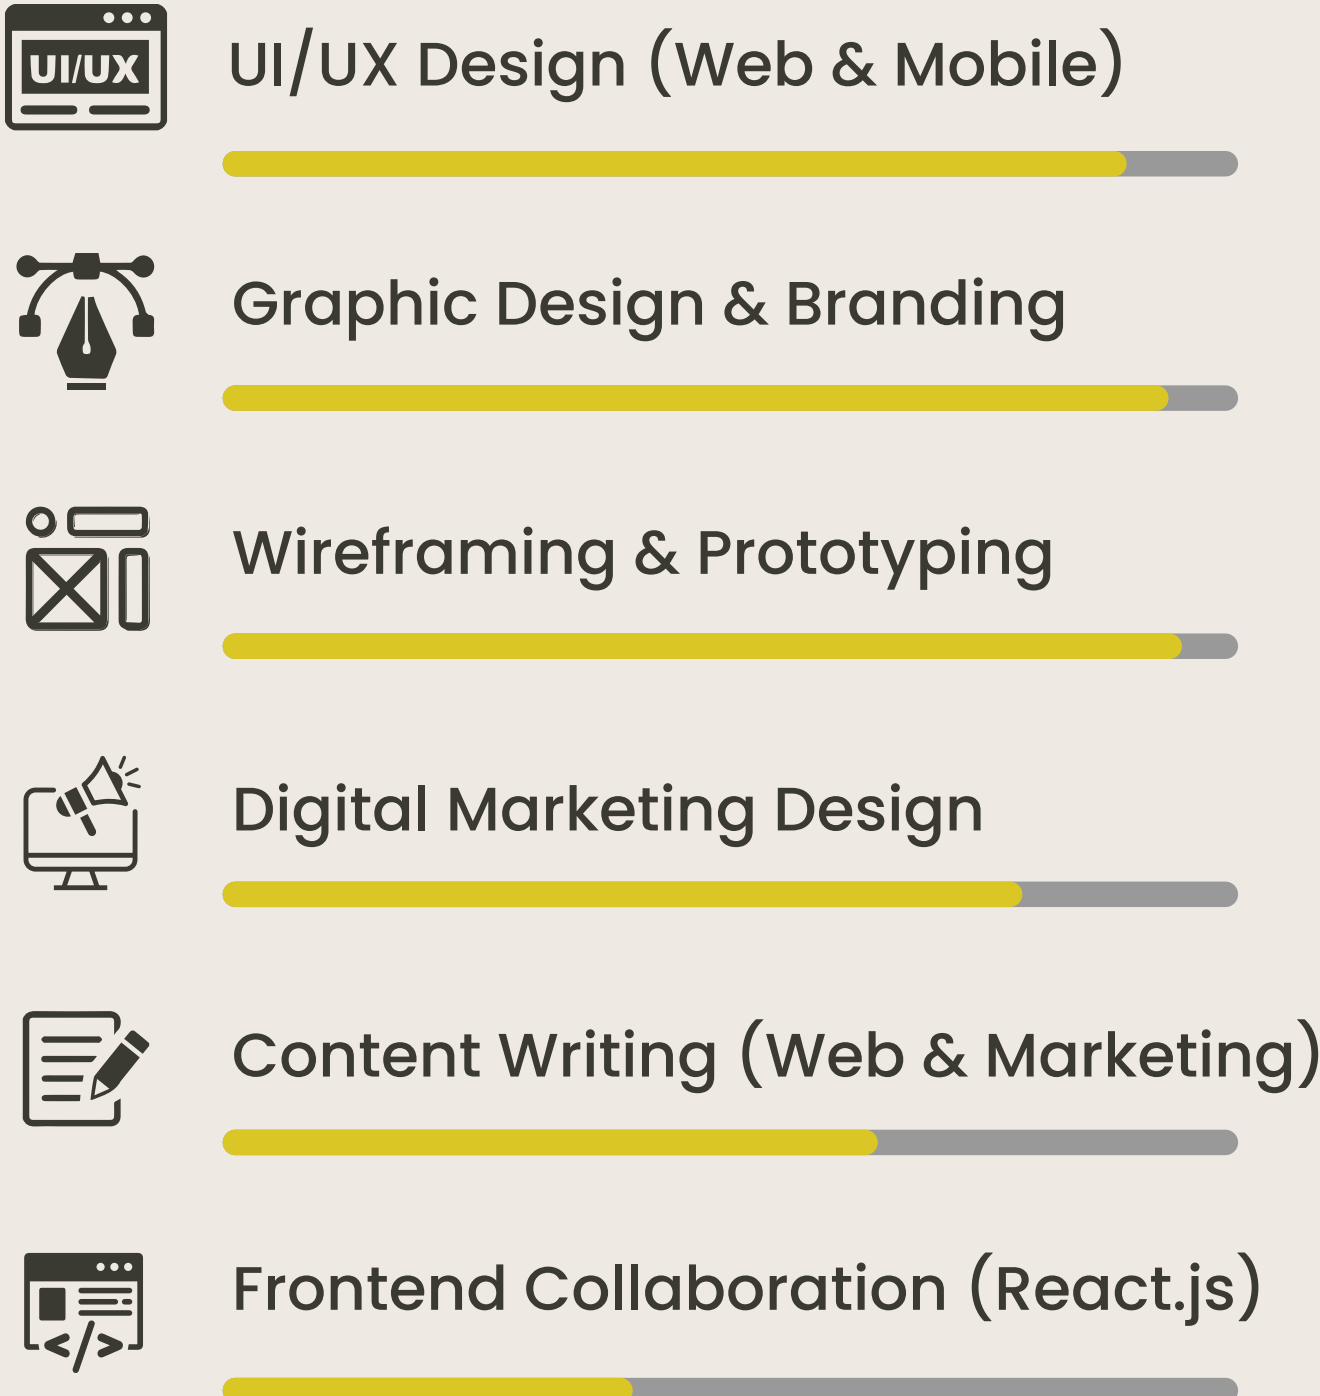 UI/UX
UI/UX Design (Web & Mobile)
Graphic Design & Branding
Wireframing & Prototyping
Digital Marketing Design
Content Writing (Web & Marketing)
Frontend Collaboration (React.js)
</>